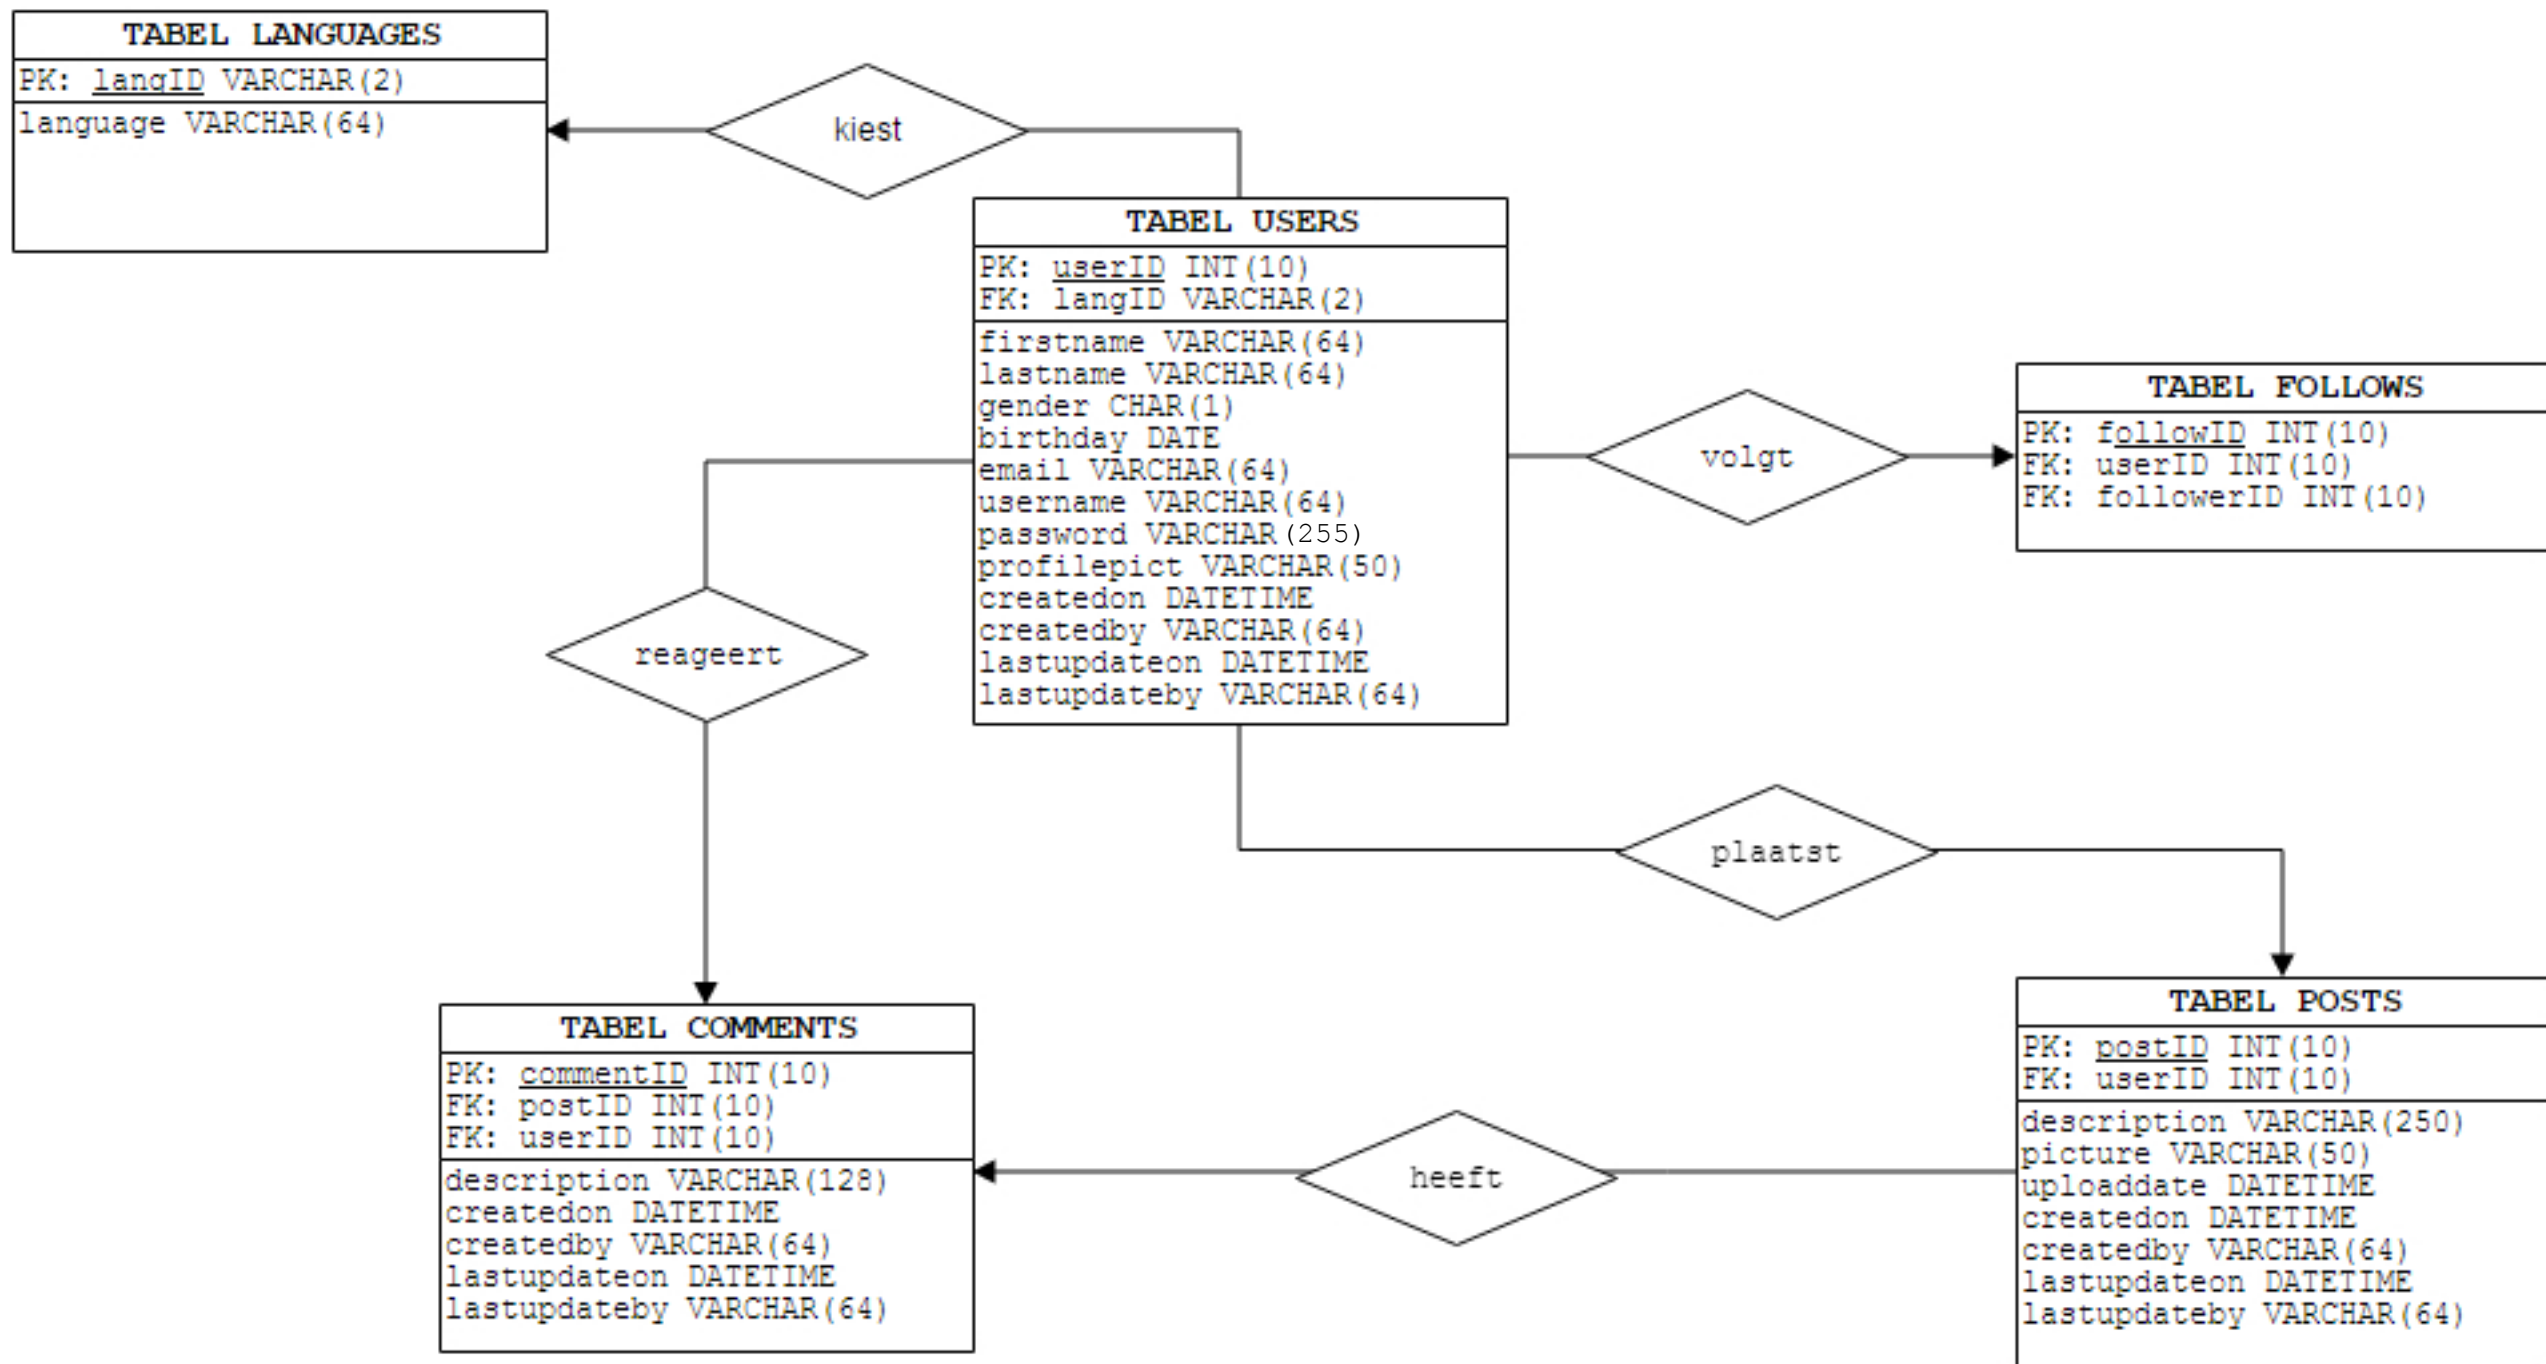 TABEL LANGUAGES
PK: langID VARCHAR(2)
language VARCHAR(64)
kiest
TABEL USERS
PK: userID INT(10)
FK: langID VARCHAR(2)
firstname VARCHAR(64)
lastname VARCHAR(64)
gender CHAR(1)
birthday DATE
email VARCHAR(64)
username VARCHAR(64)
password VARCHAR(255)
profilepict VARCHAR(50)
createdon DATETIME
createdby VARCHAR(64)
lastupdateon DATETIME
lastupdateby VARCHAR(64)
volgt
TABEL FOLLOWS
PK: followID INT(10)
FK: userID INT(10)
FK: followerID INT(10)
reageert
plaatst
TABEL COMMENTS
PK: commentID INT(10)
FK: postID INT(10)
FK: userID INT(10)
description VARCHAR(128)
createdon DATETIME
createdby VARCHAR(64)
lastupdateon DATETIME
lastupdateby VARCHAR(64)
heeft
TABEL POSTS
PK: postID INT(10)
FK: userID INT(10)
description VARCHAR(250)
picture VARCHAR(50)
uploaddate DATETIME
createdon DATETIME
createdby VARCHAR(64)
lastupdateon DATETIME
lastupdateby VARCHAR(64)